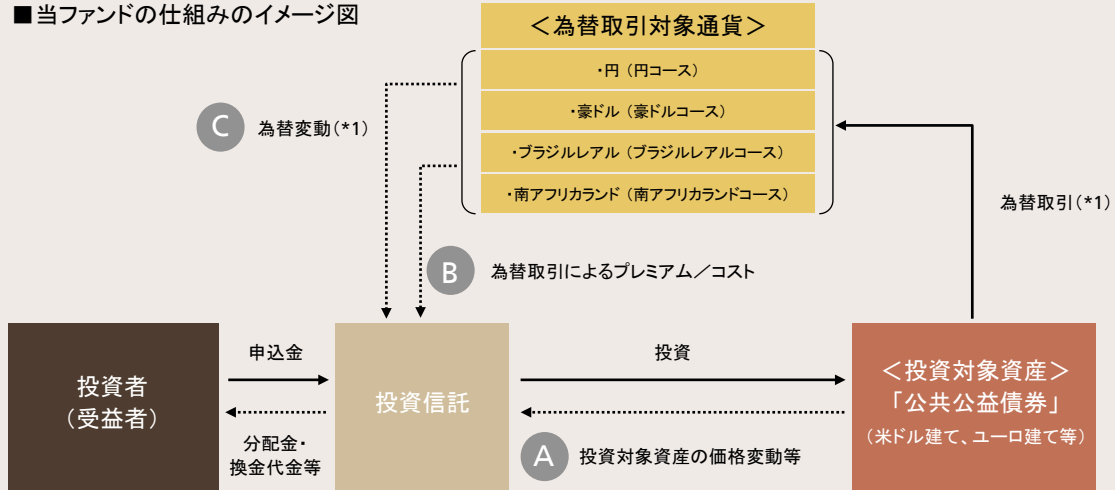 ■当ファンドの仕組みのイメージ図
＜為替取引対象通貨＞
・円（円コース）
・豪ドル（豪ドルコース）
・ブラジルレアル（ブラジルレアルコース）
・南アフリカランド（南アフリカランドコース）
C 為替変動(*1)
為替取引(*1)
B 為替取引によるプレミアム／コスト
投資者
（受益者）
申込金
分配金・
換金代金等
投資信託
投資
A 投資対象資産の価格変動等
＜投資対象資産＞
「公共公益債券」
（米ドル建て、ユーロ建て等）